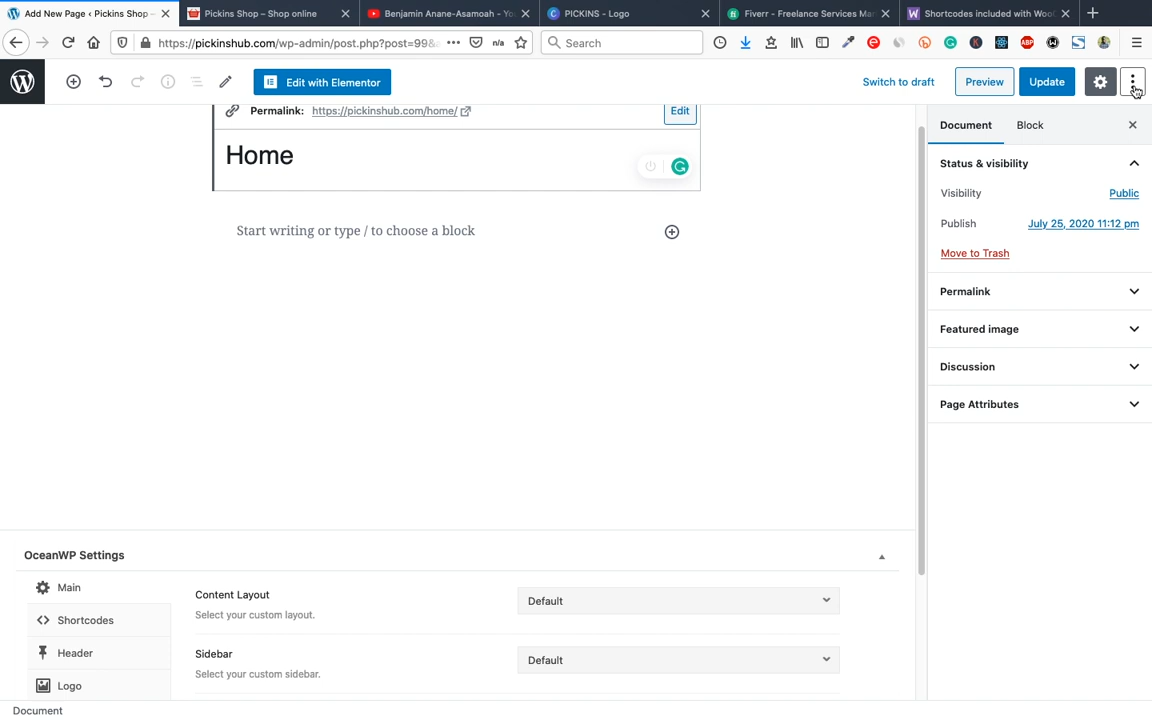 Add New Page ‹ Pickins Shop —
Pickins Shop – Shop online
Benjamin Anane-Asamoah - Yo
PICKINS - Logo
Fiverr - Freelance Services Mar
Shortcodes included with WooC
https://pickinshub.com/wp-admin/post.php?post=99&
n/a
Search
ABP
Edit with Elementor
Switch to draft
Preview
Update
Permalink: https://pickinshub.com/home/
Edit
Home
Start writing or type / to choose a block
Document
Block
Status & visibility
Visibility
Public
Publish
July 25, 2020 11:12 pm
Move to Trash
Permalink
Featured image
Discussion
Page Attributes
OceanWP Settings
Main
Shortcodes
Header
Logo
Content Layout
Select your custom layout.
Default
Sidebar
Select your custom sidebar.
Default
Document